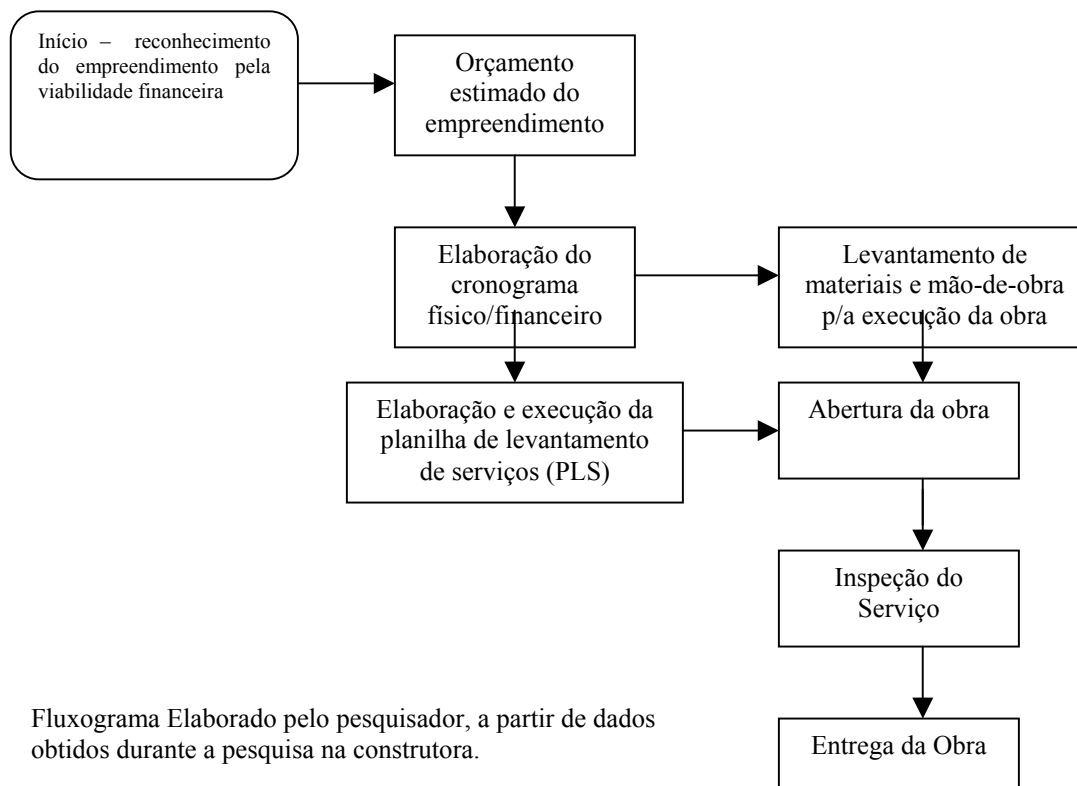 Início – reconhecimento
do empreendimento pela
viabilidade financeira
Orçamento
estimado do
empreendimento
Elaboração do
cronograma
físico/financeiro
Levantamento de
materiais e mão-de-obra
p/a execução da obra
Elaboração e execução da
planilha de levantamento
de serviços (PLS)
Abertura da obra
Inspeção do
Serviço
Fluxograma Elaborado pelo pesquisador, a partir de dados
obtidos durante a pesquisa na construtora.
Entrega da Obra